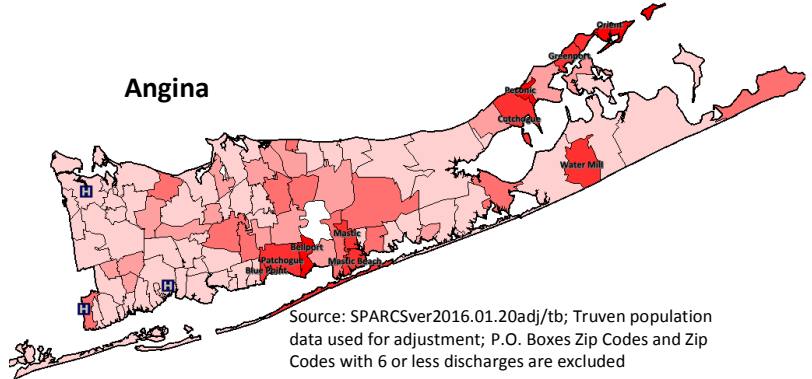 Angina
Orient
Greenport
Peconic
Cutchogue
Water Mill
H
Mastic
Bellport
Patchogue
Mastic Beach
Blue Point
H
H
Source: SPARCSver2016.01.20adj/tb; Truven population
data used for adjustment; P.O. Boxes Zip Codes and Zip
Codes with 6 or less discharges are excluded